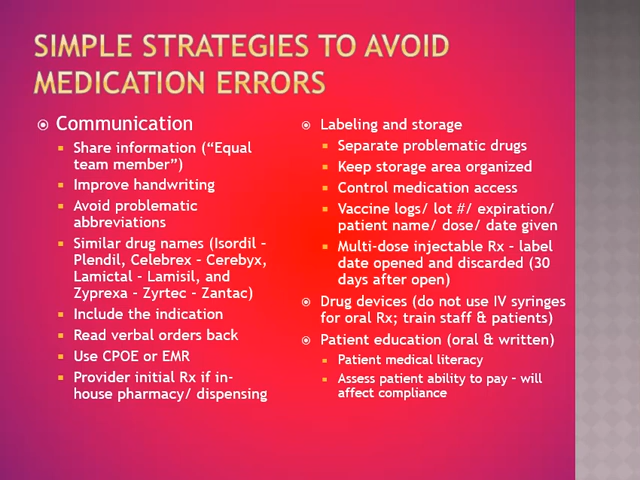 SIMPLE STRATEGIES TO AVOID
MEDICATION ERRORS
Communication
Share information (“Equal
team member”)
Improve handwriting
Avoid problematic
abbreviations
Similar drug names (Isordil –
Plendil, Celebrex – Cerebyx,
Lamictal – Lamisil, and
Zyprexa – Zyrtec – Zantac)
Include the indication
Read verbal orders back
Use CPOE or EMR
Provider initial Rx if in-
house pharmacy/ dispensing
Labeling and storage
Separate problematic drugs
Keep storage area organized
Control medication access
Vaccine logs/ lot #/ expiration/
patient name/ dose/ date given
Multi-dose injectable Rx – label
date opened and discarded (30
days after open)
Drug devices (do not use IV syringes
for oral Rx; train staff & patients)
Patient education (oral & written)
Patient medical literacy
Assess patient ability to pay – will
affect compliance